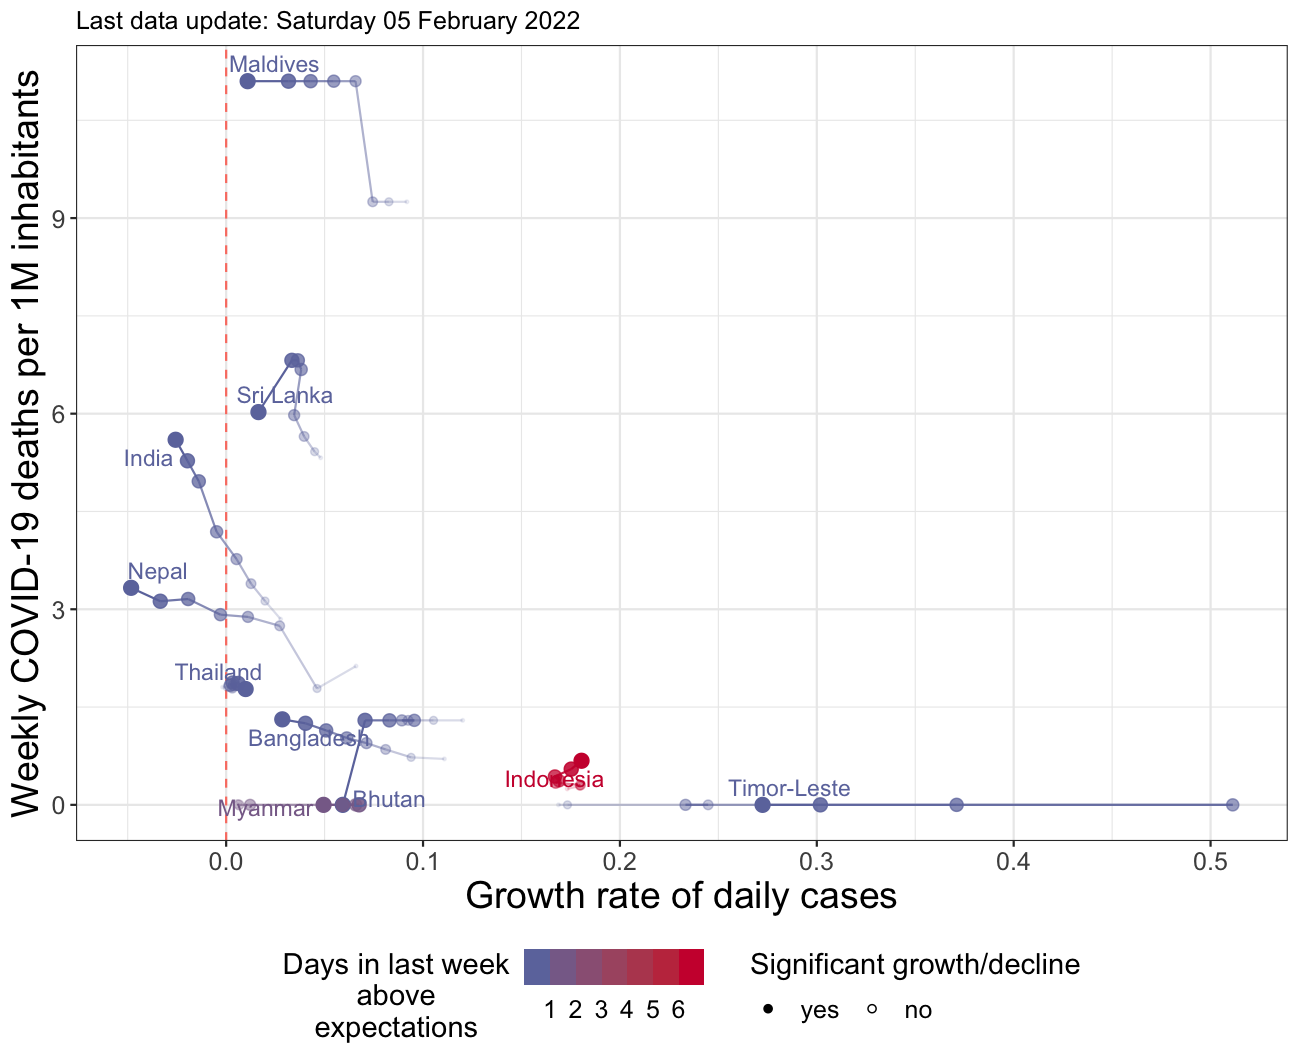 Last data update: Saturday 05 February 2022
Weekly COVID-19 deaths per 1M inhabitants
9
6
3
0
Maldives
Sri Lanka
India
Nepal
Thailand
Bangladesh
Indonesia
Timor-Leste
Bhutan
Myanmar
0.0 0.1 0.2 0.3 0.4 0.5
Growth rate of daily cases
Days in last week
above
expectations
1 2 3 4 5 6
Significant growth/decline
yes no